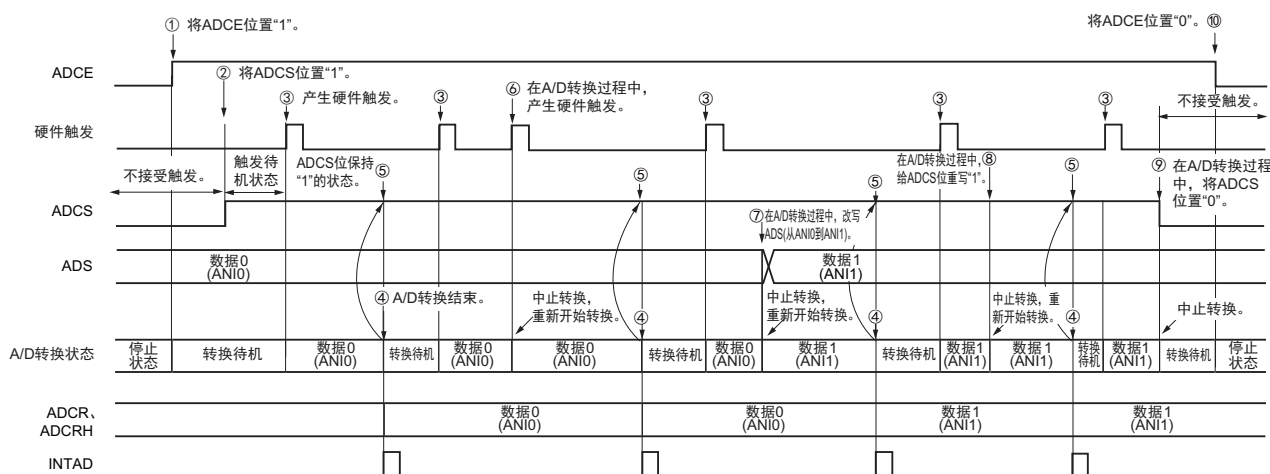 ① 将ADCE位置“1”。
将ADCE位置“0”。⑩
ADCE
② 将ADCS位置“1”。
③ 产生硬件触发。
③
⑥ 在A/D转换过程中，
产生硬件触发。
③
③
③
不接受触发。
硬件触发
不接受触发。
触发待
机状态
ADCS位保持
“1”的状态。
⑤
⑤
⑤
在A/D转换过程中，⑧
给ADCS位重写“1”。
⑤
⑨ 在A/D转换过程
中，将ADCS
位置“0”。
ADCS
⑦在A/D转换过程中，改写
ADS(从ANI0到ANI1)。
ADS
数据0
(ANI0)
数据1
(ANI1)
④ A/D转换结束。
中止转换，
重新开始转换。
④
中止转换，
重新开始转换。
④
中止转换，重
新开始转换。
④
中止转换。
A/D转换状态
停止
状态
转换待机
数据0
(ANI0)
转换待机
数据0
(ANI0)
数据0
(ANI0)
转换待机
数据0
(ANI0)
数据1
(ANI1)
转换待机
数据1
(ANI1)
数据1
(ANI1)
转换
待机
数据1
(ANI1)
转换待机
停止
状态
ADCR、
ADCRH
数据0
(ANI0)
数据0
(ANI0)
数据1
(ANI1)
数据1
(ANI1)
INTAD